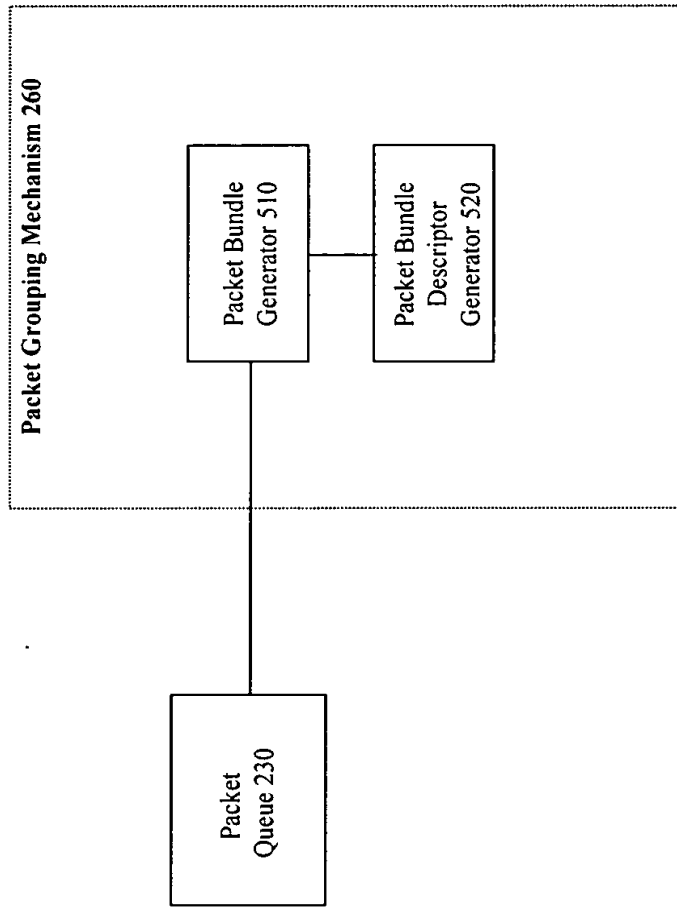 Packet Grouping Mechanism 260
Packet
Queue 230
Packet Bundle
Generator 510
Packet Bundle
Descriptor
Generator 520